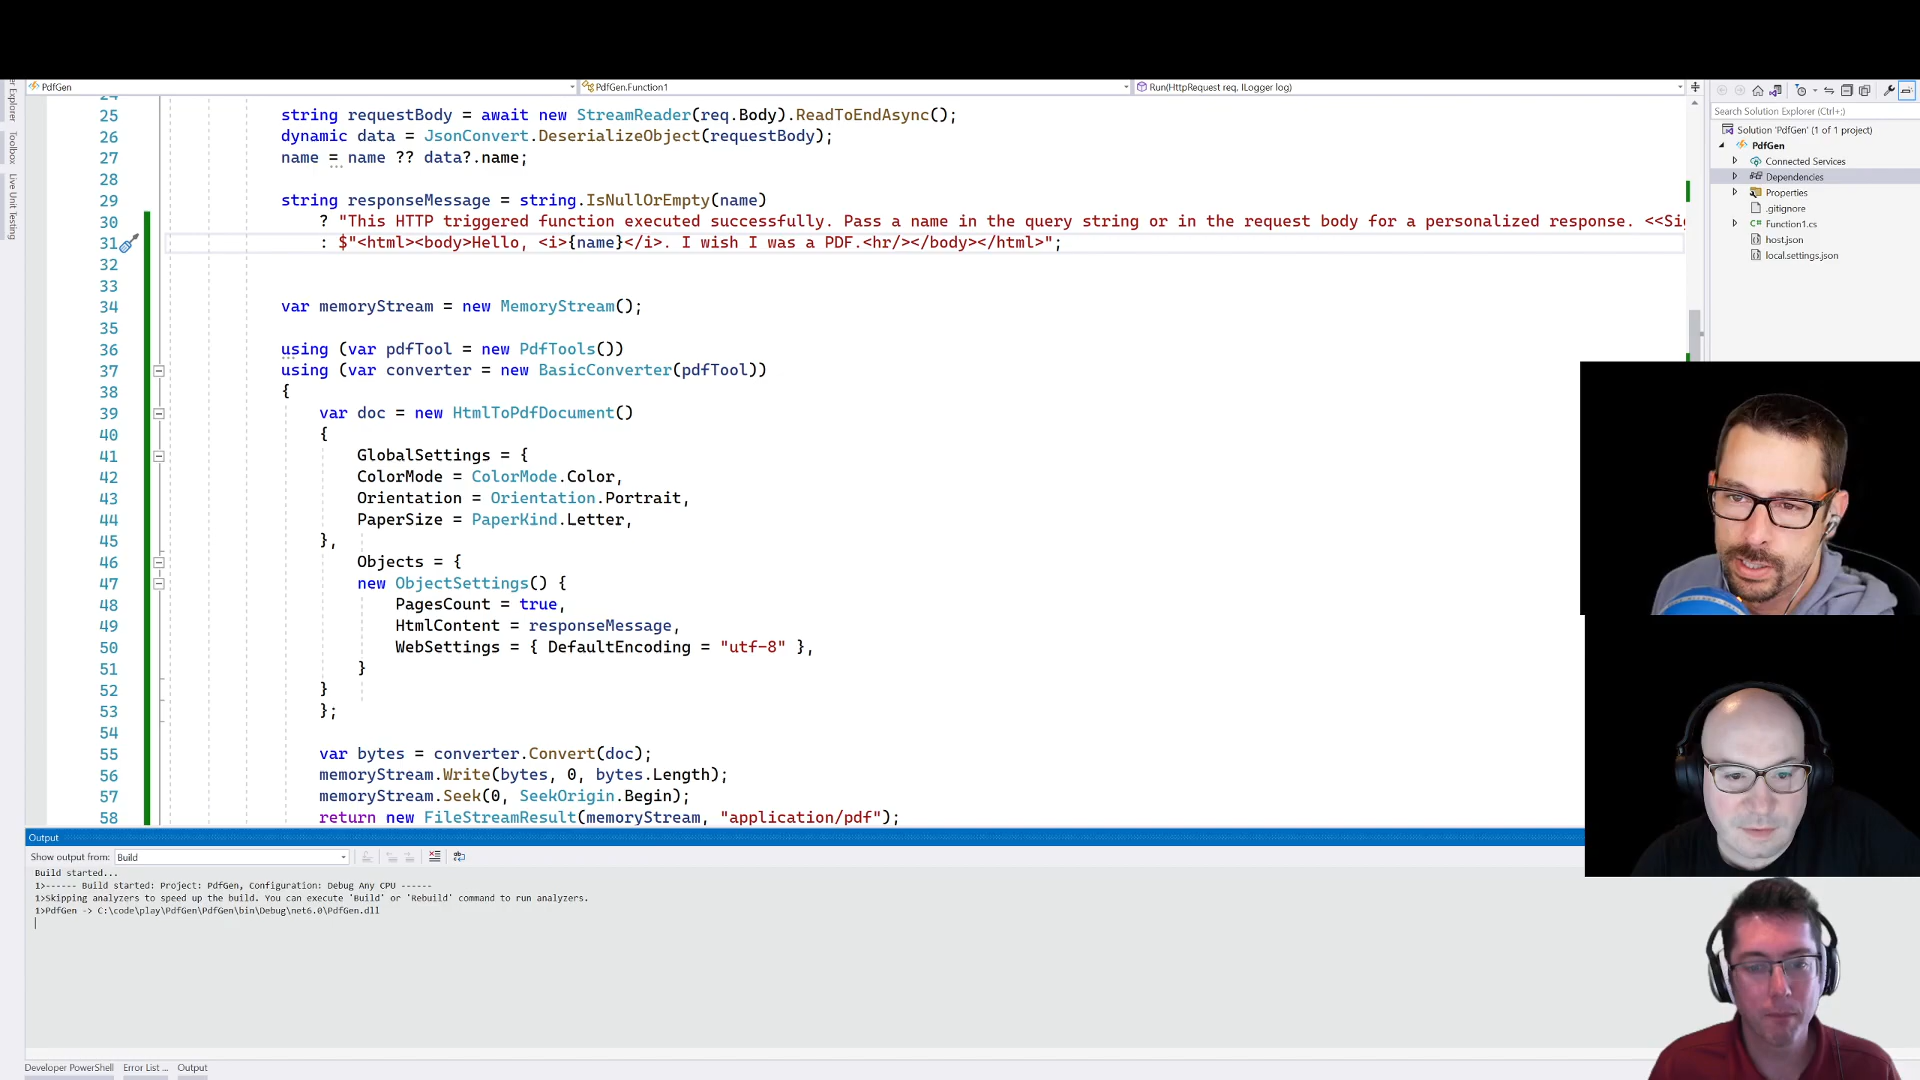 PdfGen
PdfGen.Function1
Run(HttpRequest req, ILogger log)
24
25 string requestBody = await new StreamReader(req.Body).ReadToEndAsync();
26 dynamic data = JsonConvert.DeserializeObject(requestBody);
27 name = name ?? data?.name;
28
29 string responseMessage = string.IsNullOrEmpty(name)
30 ? "This HTTP triggered function executed successfully. Pass a name in the query string or in the request body for a personalized response. <<Si
31 : $"<html><body>Hello, <i>{name}</i>. I wish I was a PDF.<hr/></body></html>";
32
33
34 var memoryStream = new MemoryStream();
35
36 using (var pdfTool = new PdfTools())
37 using (var converter = new BasicConverter(pdfTool))
38 {
39 var doc = new HtmlToPdfDocument()
40 {
41 GlobalSettings = {
42 ColorMode = ColorMode.Color,
43 Orientation = Orientation.Portrait,
44 PaperSize = PaperKind.Letter,
45 },
46 Objects = {
47 new ObjectSettings() {
48 PagesCount = true,
49 HtmlContent = responseMessage,
50 WebSettings = { DefaultEncoding = "utf-8" },
51 }
52 }
53 };
54
55 var bytes = converter.Convert(doc);
56 memoryStream.Write(bytes, 0, bytes.Length);
57 memoryStream.Seek(0, SeekOrigin.Begin);
58 return new FileStreamResult(memoryStream, "application/pdf");
Explorer
Toolbox
Live Unit Testing
Search Solution Explorer (Ctrl+;)
Solution 'PdfGen' (1 of 1 project)
PdfGen
Connected Services
Dependencies
Properties
.gitignore
Function1.cs
host.json
local.settings.json
Output
Show output from: Build
Build started...
1>------ Build started: Project: PdfGen, Configuration: Debug Any CPU ------
1>Skipping analyzers to speed up the build. You can execute 'Build' or 'Rebuild' command to run analyzers.
1>PdfGen -> C:\code\play\PdfGen\PdfGen\bin\Debug\net6.0\PdfGen.dll
Developer PowerShell Error List ... Output